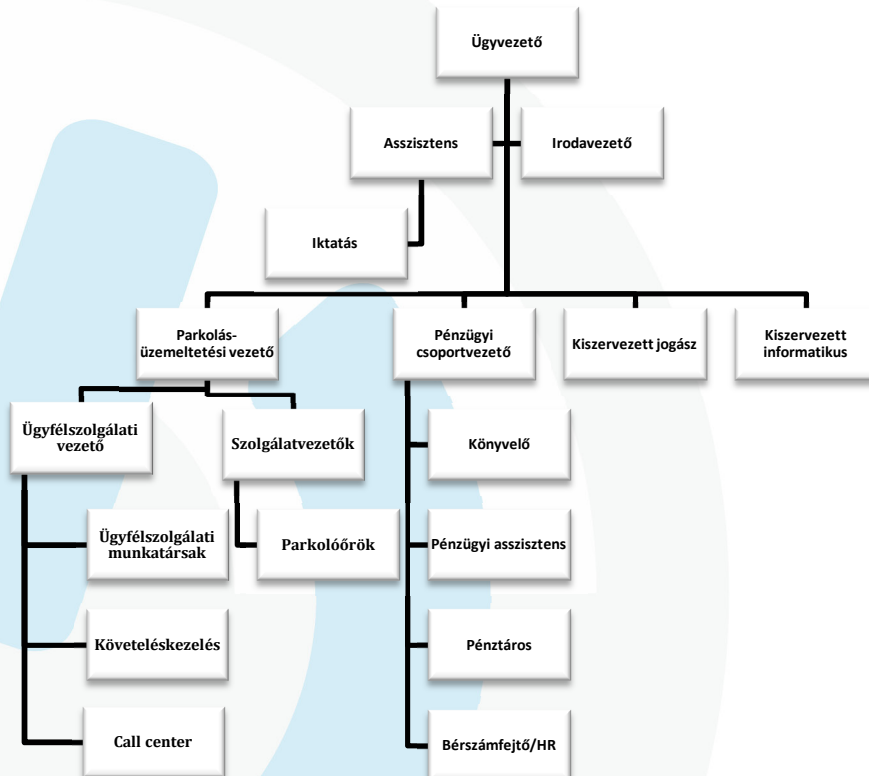 Ügyvezető
Asszisztens
Irodavezető
Iktatás
Parkolás-
üzemeltetési vezető
Pénzügyi
csoportvezető
Kiszervezett jogász
Kiszervezett
informatikus
Ügyfélszolgálati
vezető
Szolgálatvezetők
Könyvelő
Ügyfélszolgálati
munkatársak
Parkolóőrök
Pénzügyi asszisztens
Követeléskezelés
Pénztáros
Call center
Bérszámfejtő/HR